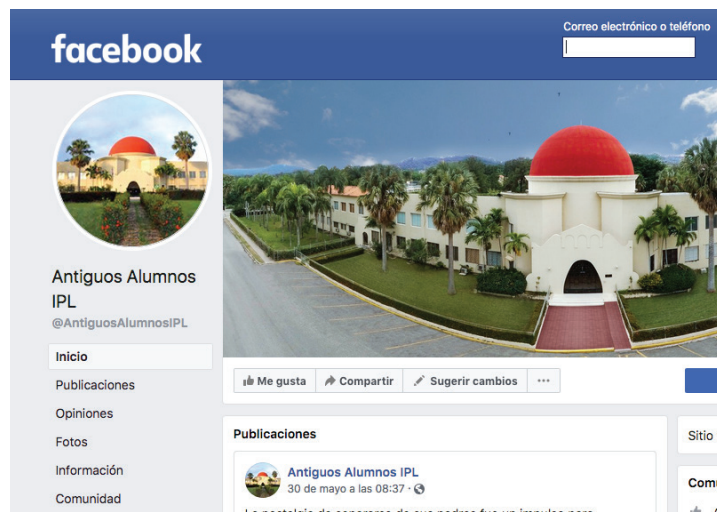 facebook
Correo electrónico o teléfono
Antiguos Alumnos
IPL
@AntiguosAlumnosIPL
Inicio
Publicaciones
Opiniones
Fotos
Información
Comunidad
Me gusta
Compartir
Sugerir cambios
Publicaciones
Antiguos Alumnos IPL
30 de mayo a las 08:37 ·
Sitio